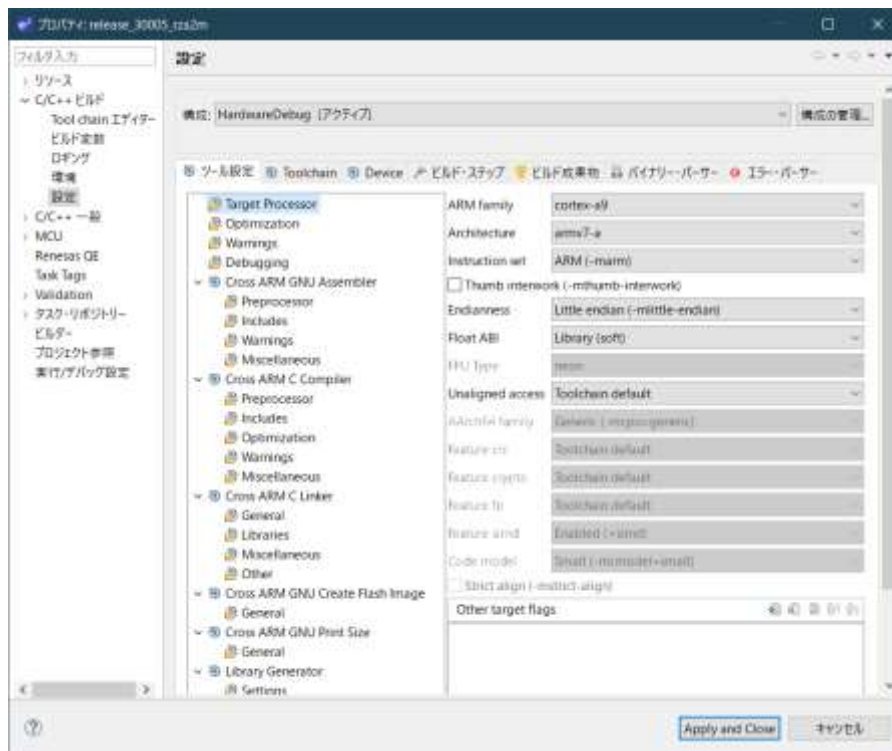 プロパティ: release_30005_rza2m
フィルタ入力
設定
リソース
C/C++ ビルド
Tool chain エディター
ビルド変数
ロギング
環境
設定
C/C++ 一般
MCU
Renesas QE
Task Tags
Validation
タスク・リポジトリー
ビルダー
プロジェクト参照
実行/デバッグ設定
構成: HardwareDebug [アクティブ]
構成の管理...
ツール設定 Toolchain Device ビルド・ステップ ビルド成果物 バイナリー・パーサー エラー・パーサー
Target Processor
Optimization
Warnings
Debugging
Cross ARM GNU Assembler
Preprocessor
Includes
Warnings
Miscellaneous
Cross ARM C Compiler
Preprocessor
Includes
Optimization
Warnings
Miscellaneous
Cross ARM C Linker
General
Libraries
Miscellaneous
Other
Cross ARM GNU Create Flash Image
General
Cross ARM GNU Print Size
General
Library Generator
Settings
ARM family cortex-a9
Architecture armv7-a
Instruction set ARM (-marm)
Thumb interwork (-mthumb-interwork)
Endianness Little endian (-mlittle-endian)
Float ABI Library (soft)
FPU Type neon
Unaligned access Toolchain default
AArch64 family Generic (-mcpu=generic)
Feature crc Toolchain default
Feature crypto Toolchain default
Feature fp Toolchain default
Feature simd Enabled (+simd)
Code model Small (-mcmodel=small)
Strict align (-mstrict-align)
Other target flags
Apply and Close
キャンセル